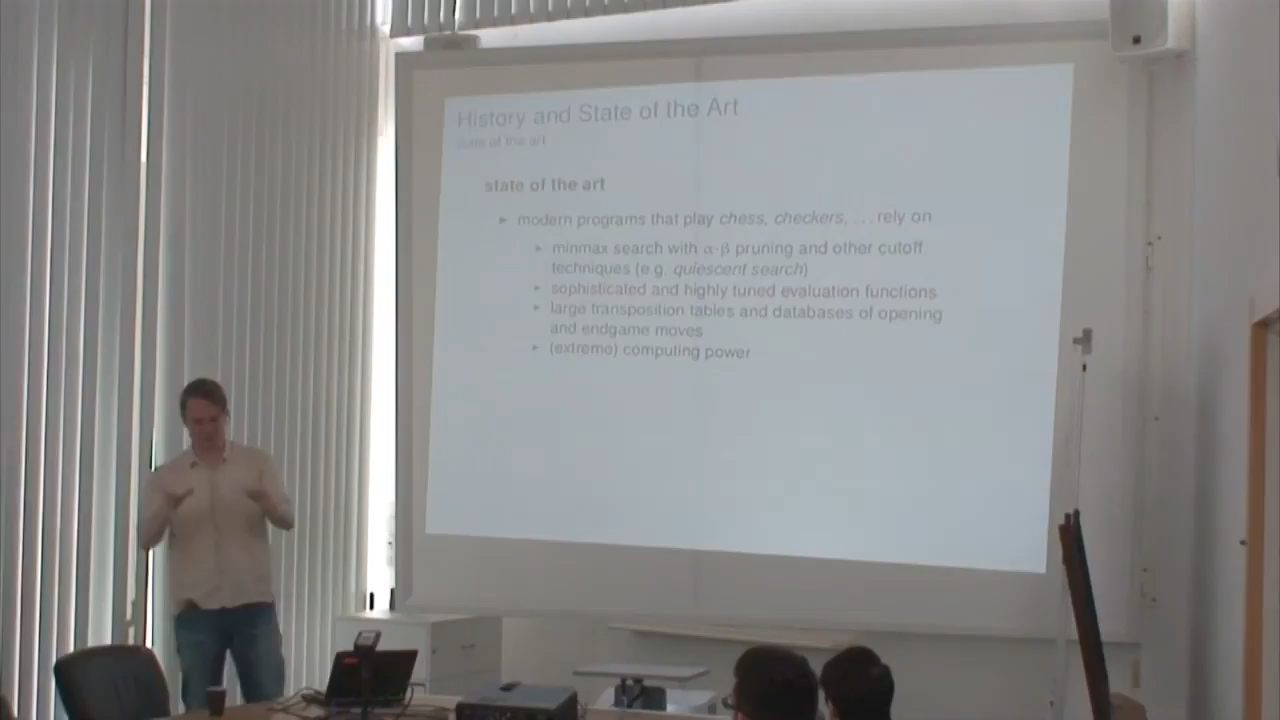 History and State of the Art
state of the art
state of the art
► modern programs that play chess, checkers, ... rely on
► minmax search with α-β pruning and other cutoff
techniques (e.g. quiescent search)
► sophisticated and highly tuned evaluation functions
► large transposition tables and databases of opening
and endgame moves
► (extreme) computing power